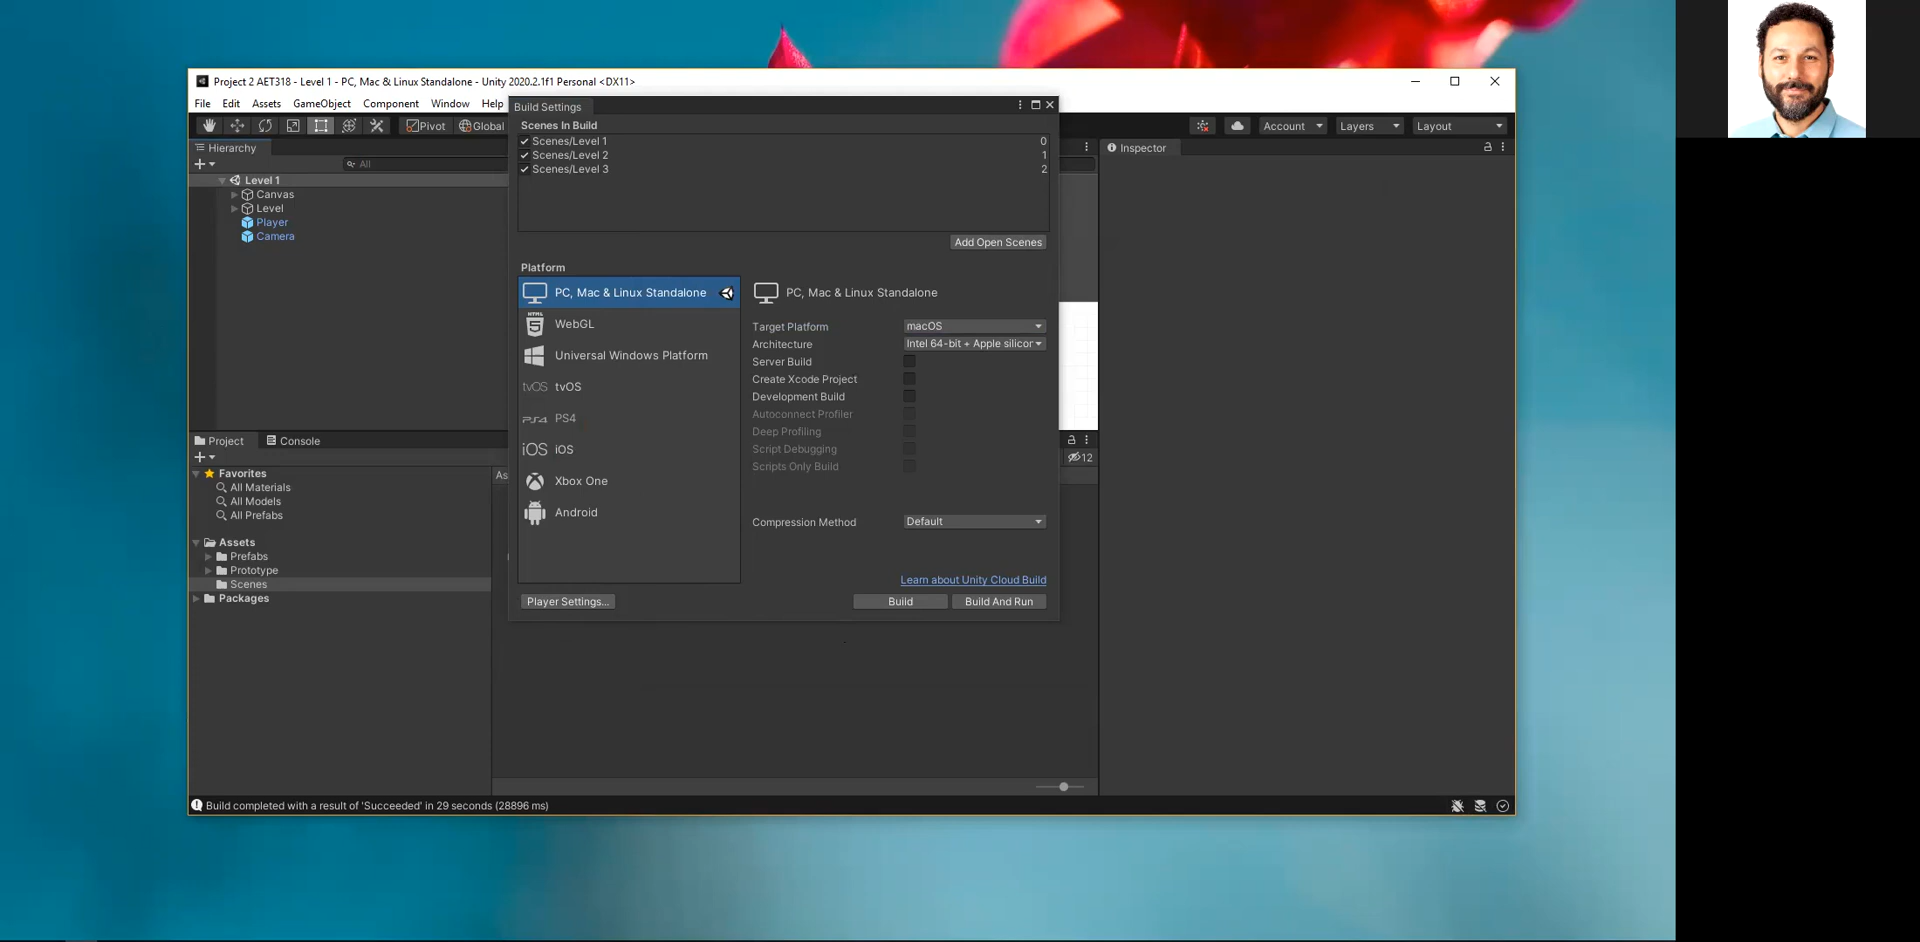 Project 2 AET318 - Level 1 - PC, Mac & Linux Standalone - Unity 2020.2.1f1 Personal <DX11>
File Edit Assets GameObject Component Window Help
Build Settings
Pivot Global
Account Layers Layout
Scenes In Build
Scenes/Level 1 0
Scenes/Level 2 1
Scenes/Level 3 2
Add Open Scenes
Hierarchy
All
Level 1
Canvas
Level
Player
Camera
Inspector
Platform
PC, Mac & Linux Standalone
HTML 5 WebGL
Universal Windows Platform
tvOS tvOS
PS4 PS4
iOS iOS
Xbox One
Android
PC, Mac & Linux Standalone
Target Platform macOS
Architecture Intel 64-bit + Apple silicor
Server Build
Create Xcode Project
Development Build
Autoconnect Profiler
Deep Profiling
Script Debugging
Scripts Only Build
Compression Method Default
Learn about Unity Cloud Build
Player Settings...
Build Build And Run
Project Console
12
Favorites
All Materials
All Models
All Prefabs
Assets
Prefabs
Prototype
Scenes
Packages
As
Build completed with a result of 'Succeeded' in 29 seconds (28896 ms)